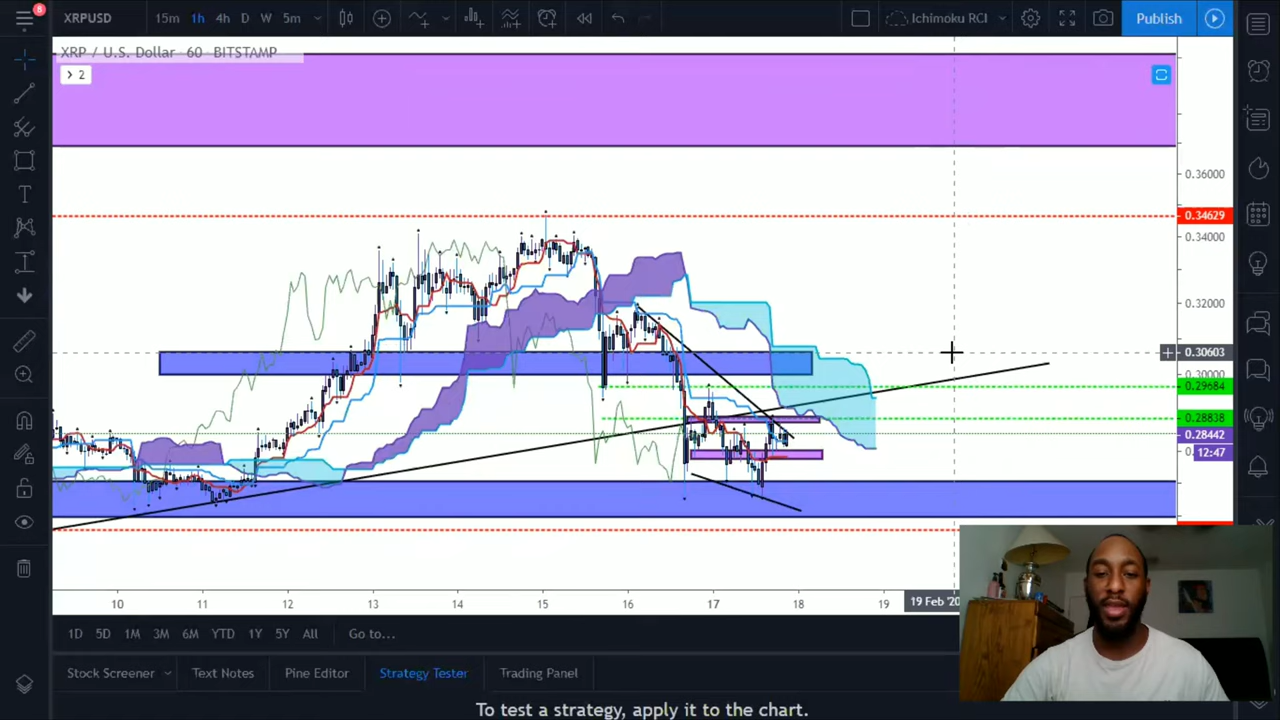 8
XRPUSD 15m 1h 4h D W 5m Ichimoku RCI Publish
XRP / U.S. Dollar 60 BITSTAMP
2
0.36000
0.34629
0.34000
0.32000
0.30603
0.30000
0.29684
0.28838
0.28442
12:47
10 11 12 13 14 15 16 17 18 19 19 Feb '20
1D 5D 1M 3M 6M YTD 1Y 5Y All Go to...
Stock Screener Text Notes Pine Editor Strategy Tester Trading Panel
To test a strategy, apply it to the chart.